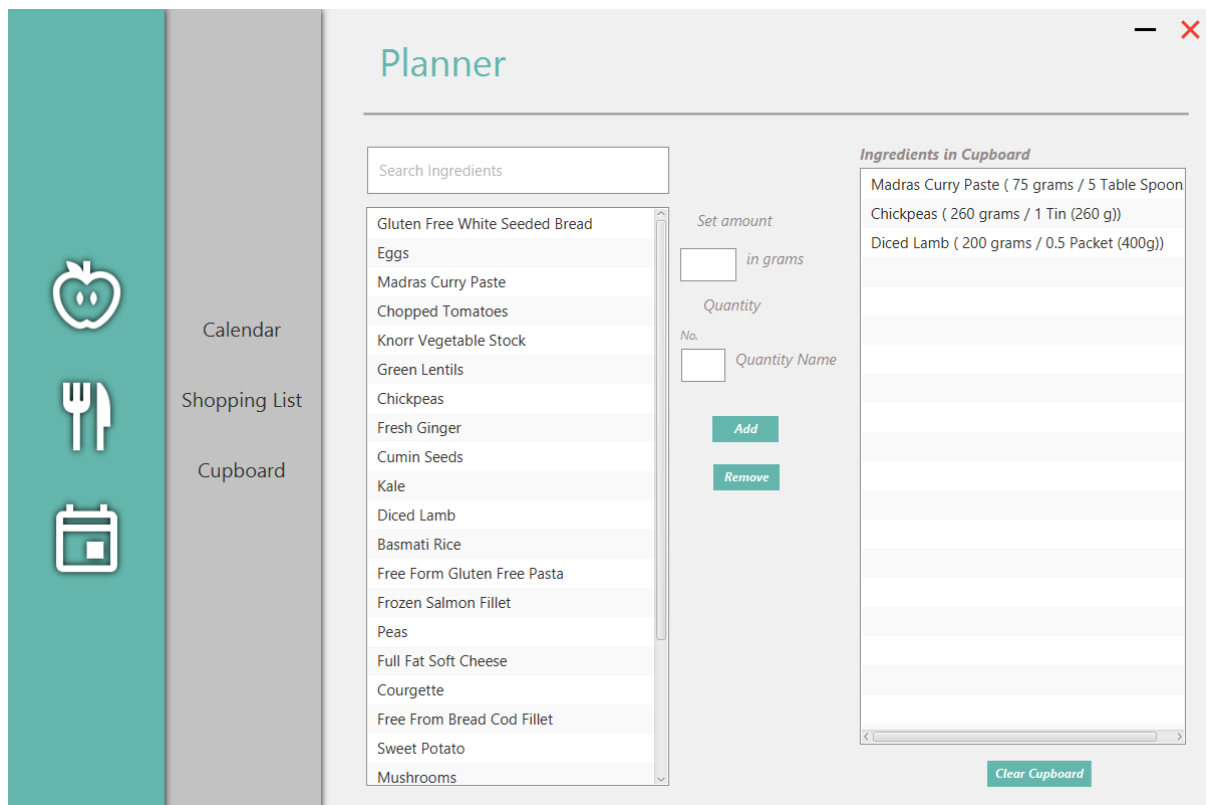 Planner
Calendar
Shopping List
Cupboard
Search Ingredients
Gluten Free White Seeded Bread
Eggs
Madras Curry Paste
Chopped Tomatoes
Knorr Vegetable Stock
Green Lentils
Chickpeas
Fresh Ginger
Cumin Seeds
Kale
Diced Lamb
Basmati Rice
Free Form Gluten Free Pasta
Frozen Salmon Fillet
Peas
Full Fat Soft Cheese
Courgette
Free From Bread Cod Fillet
Sweet Potato
Mushrooms
Set amount
in grams
Quantity
No.
Quantity Name
Add
Remove
Ingredients in Cupboard
Madras Curry Paste ( 75 grams / 5 Table Spoon
Chickpeas ( 260 grams / 1 Tin (260 g))
Diced Lamb ( 200 grams / 0.5 Packet (400g))
Clear Cupboard